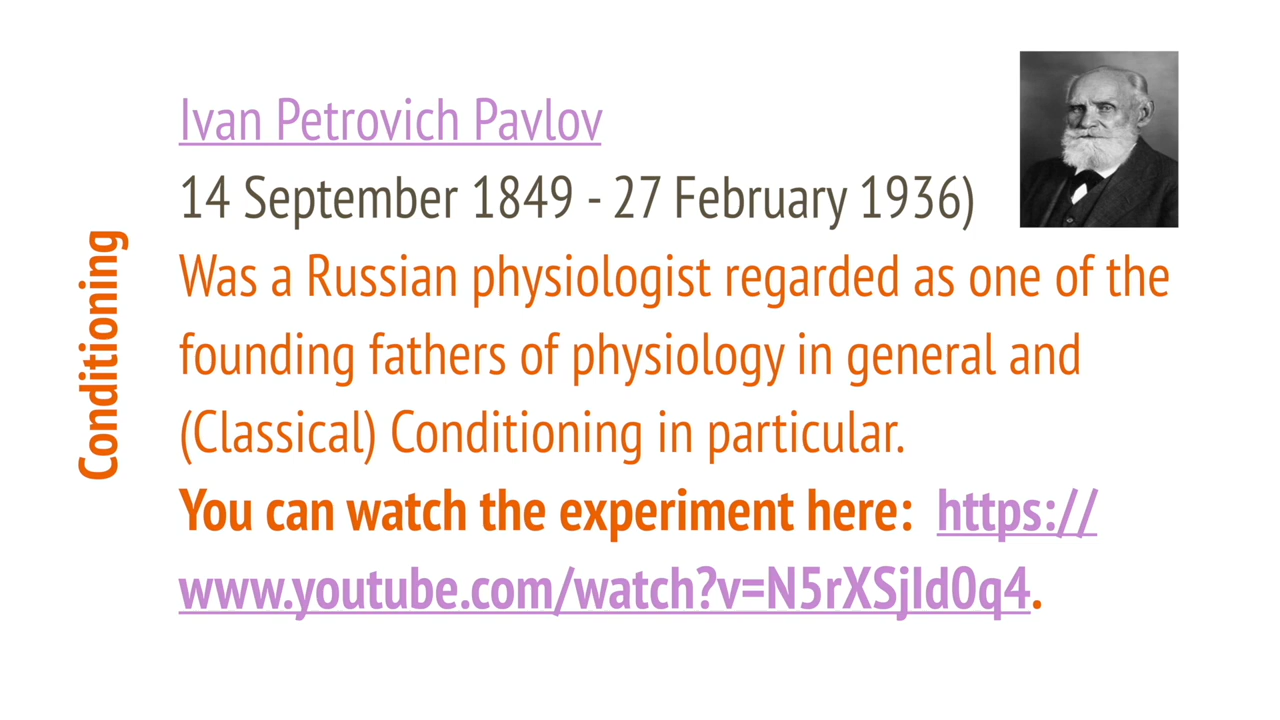 Conditioning
Ivan Petrovich Pavlov
14 September 1849 - 27 February 1936)
Was a Russian physiologist regarded as one of the
founding fathers of physiology in general and
(Classical) Conditioning in particular.
You can watch the experiment here: https://
www.youtube.com/watch?v=N5rXSjId0q4.